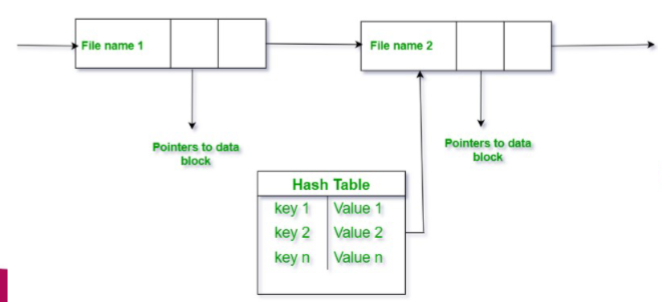 File name 1
File name 2
Pointers to data
block
Pointers to data
block
Hash Table
key 1 Value 1
key 2 Value 2
key n Value n